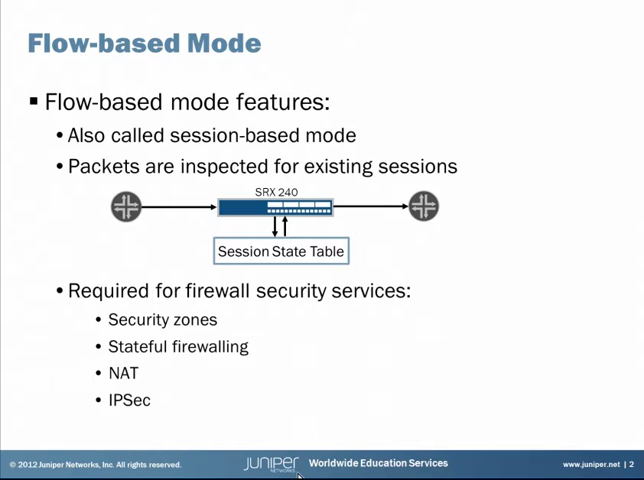 Flow-based Mode
▪ Flow-based mode features:
• Also called session-based mode
• Packets are inspected for existing sessions
SRX 240
Session State Table
• Required for firewall security services:
• Security zones
• Stateful firewalling
• NAT
• IPSec
© 2012 Juniper Networks, Inc. All rights reserved.
JUNIPER
NETWORKS
Worldwide Education Services
www.juniper.net | 2